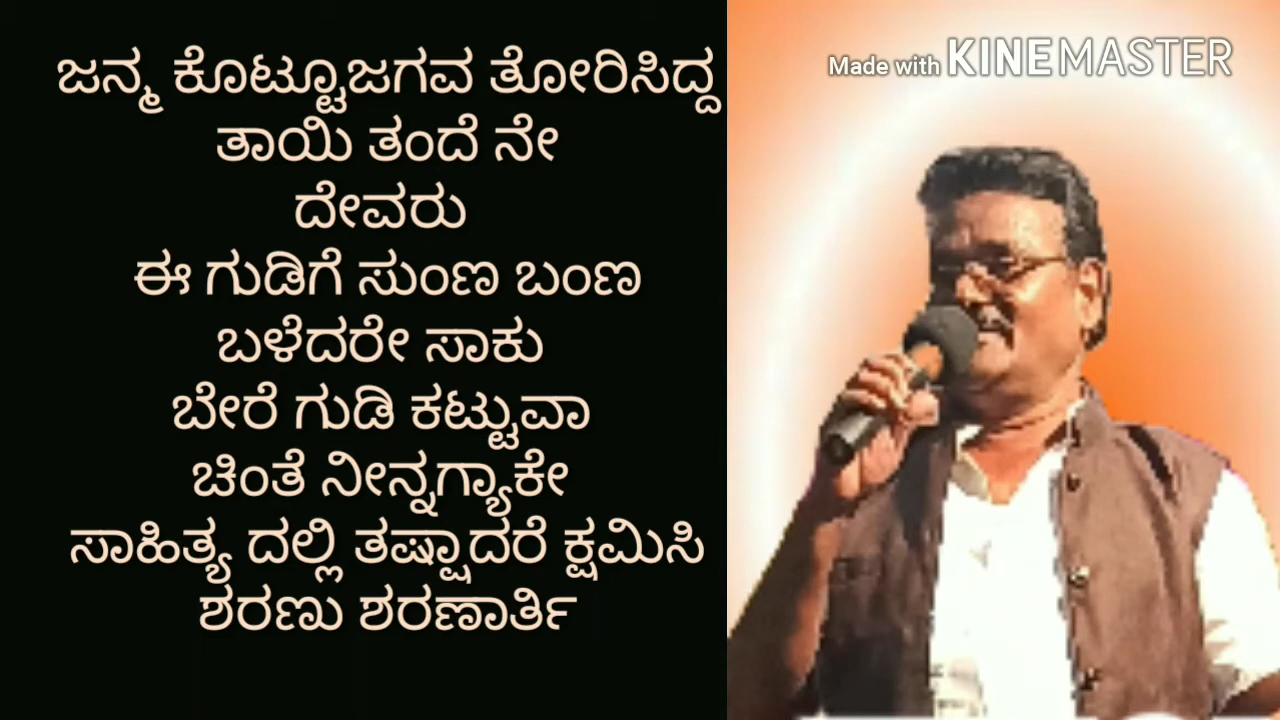 ಜನ್ಮ ಕೊಟ್ಟೂಜಗವ ತೋರಿಸಿದ್ದ
ತಾಯಿ ತಂದೆ ನೇ
ದೇವರು
ಈ ಗುಡಿಗೆ ಸುಂಣ ಬಂಣ
ಬಳೆದರೇ ಸಾಕು
ಬೇರೆ ಗುಡಿ ಕಟ್ಟುವಾ
ಚಿಂತೆ ನೀನ್ನಗ್ಯಾಕೇ
ಸಾಹಿತ್ಯ ದಲ್ಲಿ ತಪ್ಪಾದರೆ ಕ್ಷಮಿಸಿ
ಶರಣು ಶರಣಾರ್ತಿ
Made with KINEMASTER